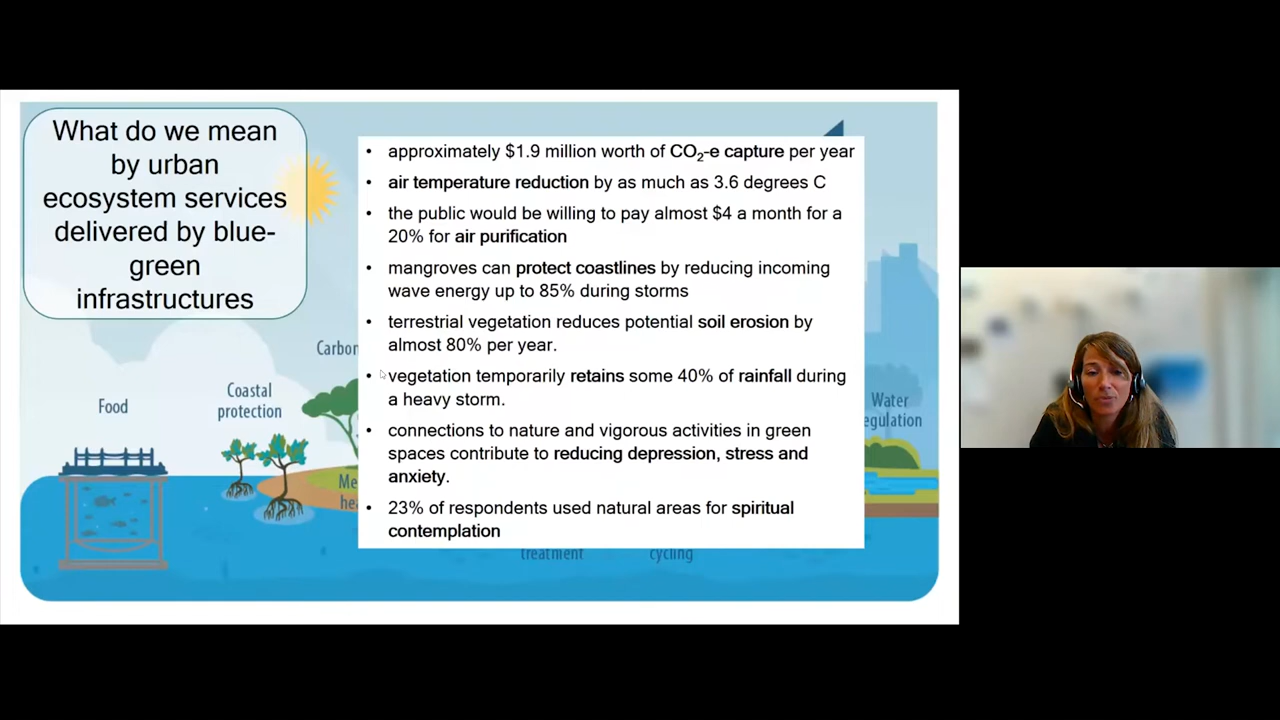 What do we mean
by urban
ecosystem services
delivered by blue-
green
infrastructures
• approximately $1.9 million worth of CO₂-e capture per year
• air temperature reduction by as much as 3.6 degrees C
• the public would be willing to pay almost $4 a month for a
20% for air purification
• mangroves can protect coastlines by reducing incoming
wave energy up to 85% during storms
• terrestrial vegetation reduces potential soil erosion by
almost 80% per year.
• vegetation temporarily retains some 40% of rainfall during
a heavy storm.
• connections to nature and vigorous activities in green
spaces contribute to reducing depression, stress and
anxiety.
• 23% of respondents used natural areas for spiritual
contemplation
Carbon
Coastal
protection
Food
Water
treatment
cycling